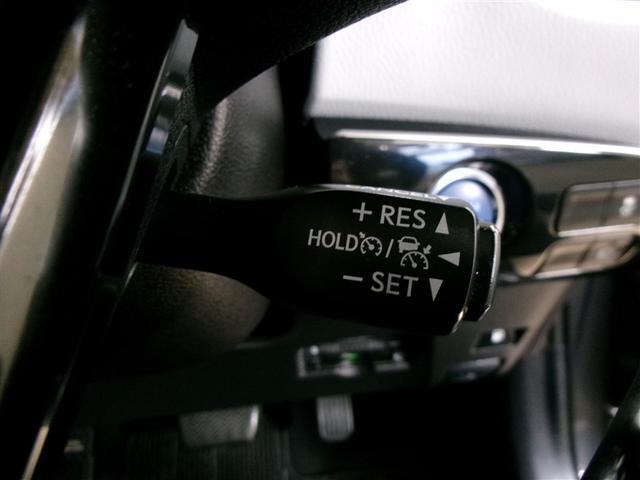 + RES
HOLD /
− SET